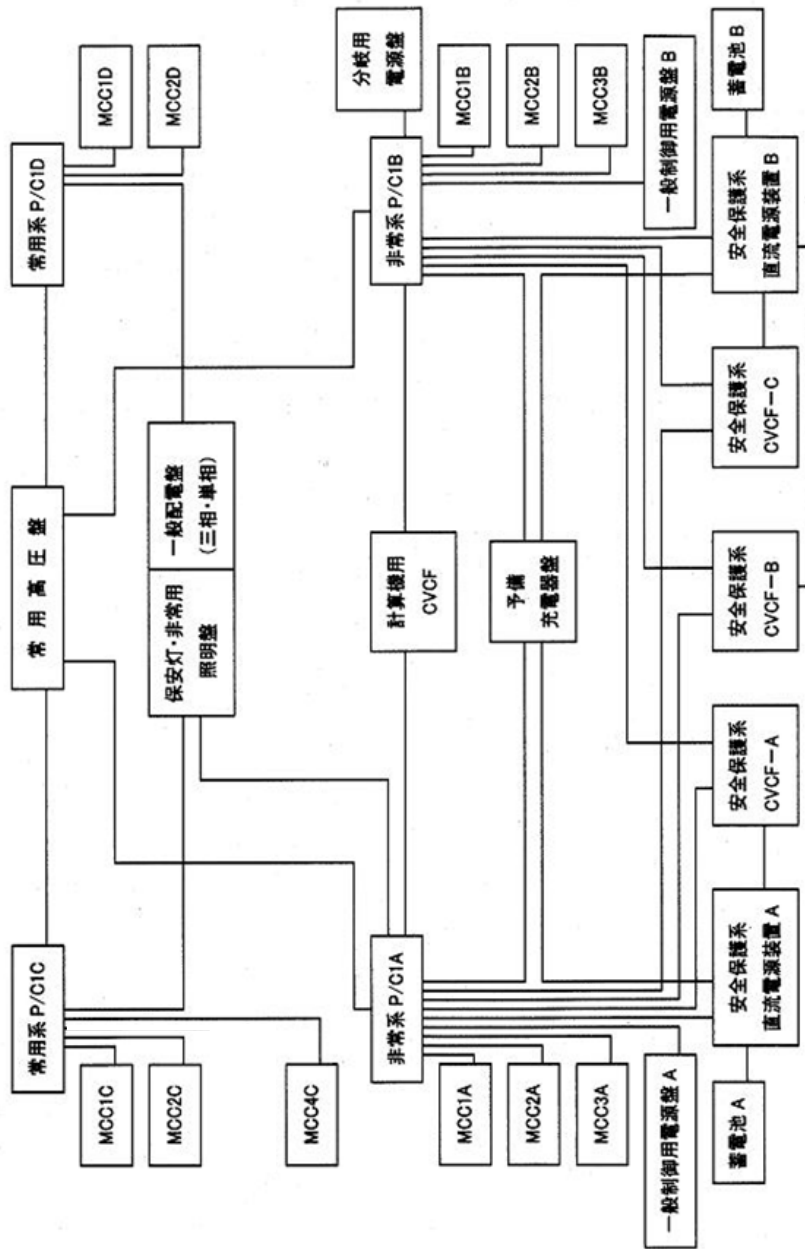 常用高圧盤
常用系 P/C1C
常用系 P/C1D
MCC1C
MCC2C
MCC4C
保安灯・非常用
照明盤
一般配電盤
(三相・単相)
MCC1D
MCC2D
非常系 P/C1A
計算機用
CVCF
非常系 P/C1B
分岐用
電源盤
MCC1A
MCC2A
MCC3A
一般制御用電源盤 A
予備
充電器盤
MCC1B
MCC2B
MCC3B
一般制御用電源盤 B
蓄電池 A
安全保護系
直流電源装置 A
安全保護系
CVCF-A
安全保護系
CVCF-B
安全保護系
CVCF-C
安全保護系
直流電源装置 B
蓄電池 B